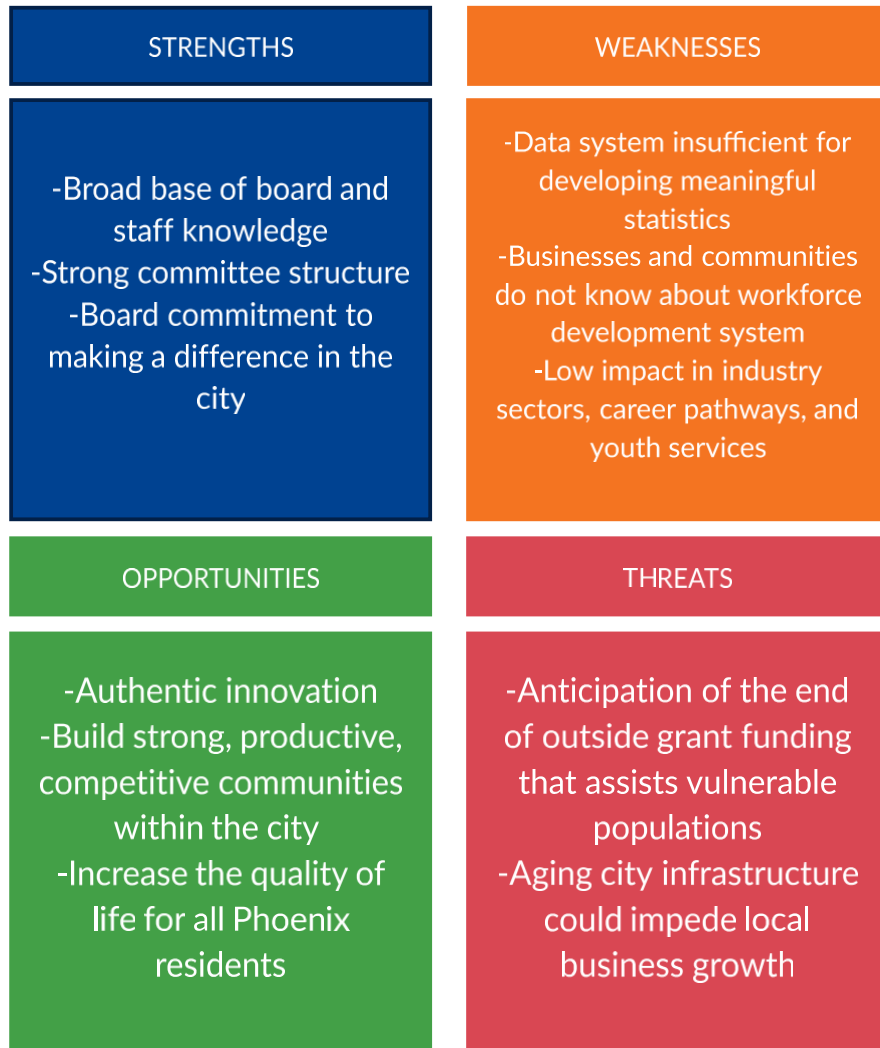 STRENGTHS
-Broad base of board and
staff knowledge
-Strong committee structure
-Board commitment to
making a difference in the
city
WEAKNESSES
-Data system insufficient for
developing meaningful
statistics
-Businesses and communities
do not know about workforce
development system
-Low impact in industry
sectors, career pathways, and
youth services
OPPORTUNITIES
-Authentic innovation
-Build strong, productive,
competitive communities
within the city
-Increase the quality of
life for all Phoenix
residents
THREATS
-Anticipation of the end
of outside grant funding
that assists vulnerable
populations
-Aging city infrastructure
could impede local
business growth